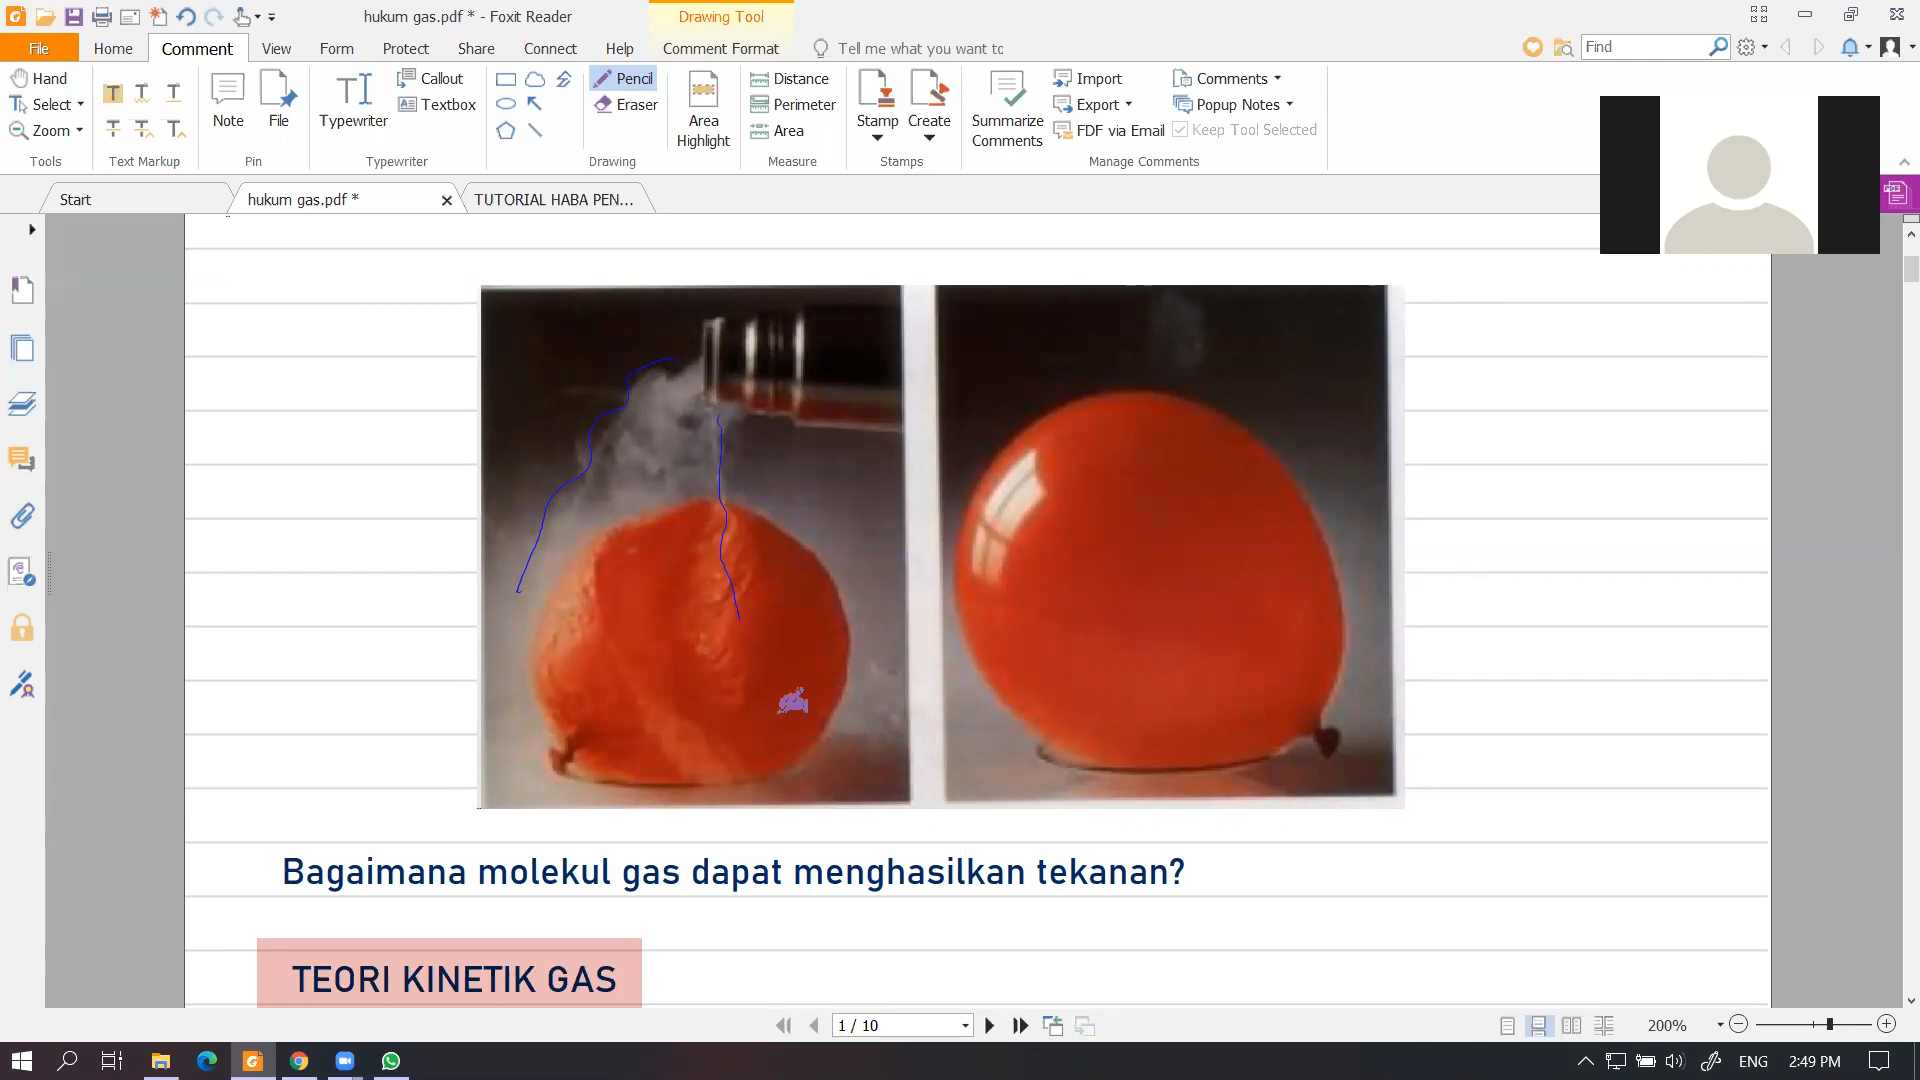 hukum gas.pdf * - Foxit Reader
Drawing Tool
File
Home
Comment
View
Form
Protect
Share
Connect
Help
Comment Format
Tell me what you want to
Find
Hand
Select
Zoom
Tools
Text Markup
Note
File
Pin
Typewriter
Callout
Textbox
Typewriter
Pencil
Eraser
Area
Highlight
Drawing
Distance
Perimeter
Area
Measure
Stamp
Create
Stamps
Summarize
Comments
Import
Export
FDF via Email
Comments
Popup Notes
Keep Tool Selected
Manage Comments
Start
hukum gas.pdf *
TUTORIAL HABA PEN...
Bagaimana molekul gas dapat menghasilkan tekanan?
TEORI KINETIK GAS
1 / 10
200%
ENG
2:49 PM